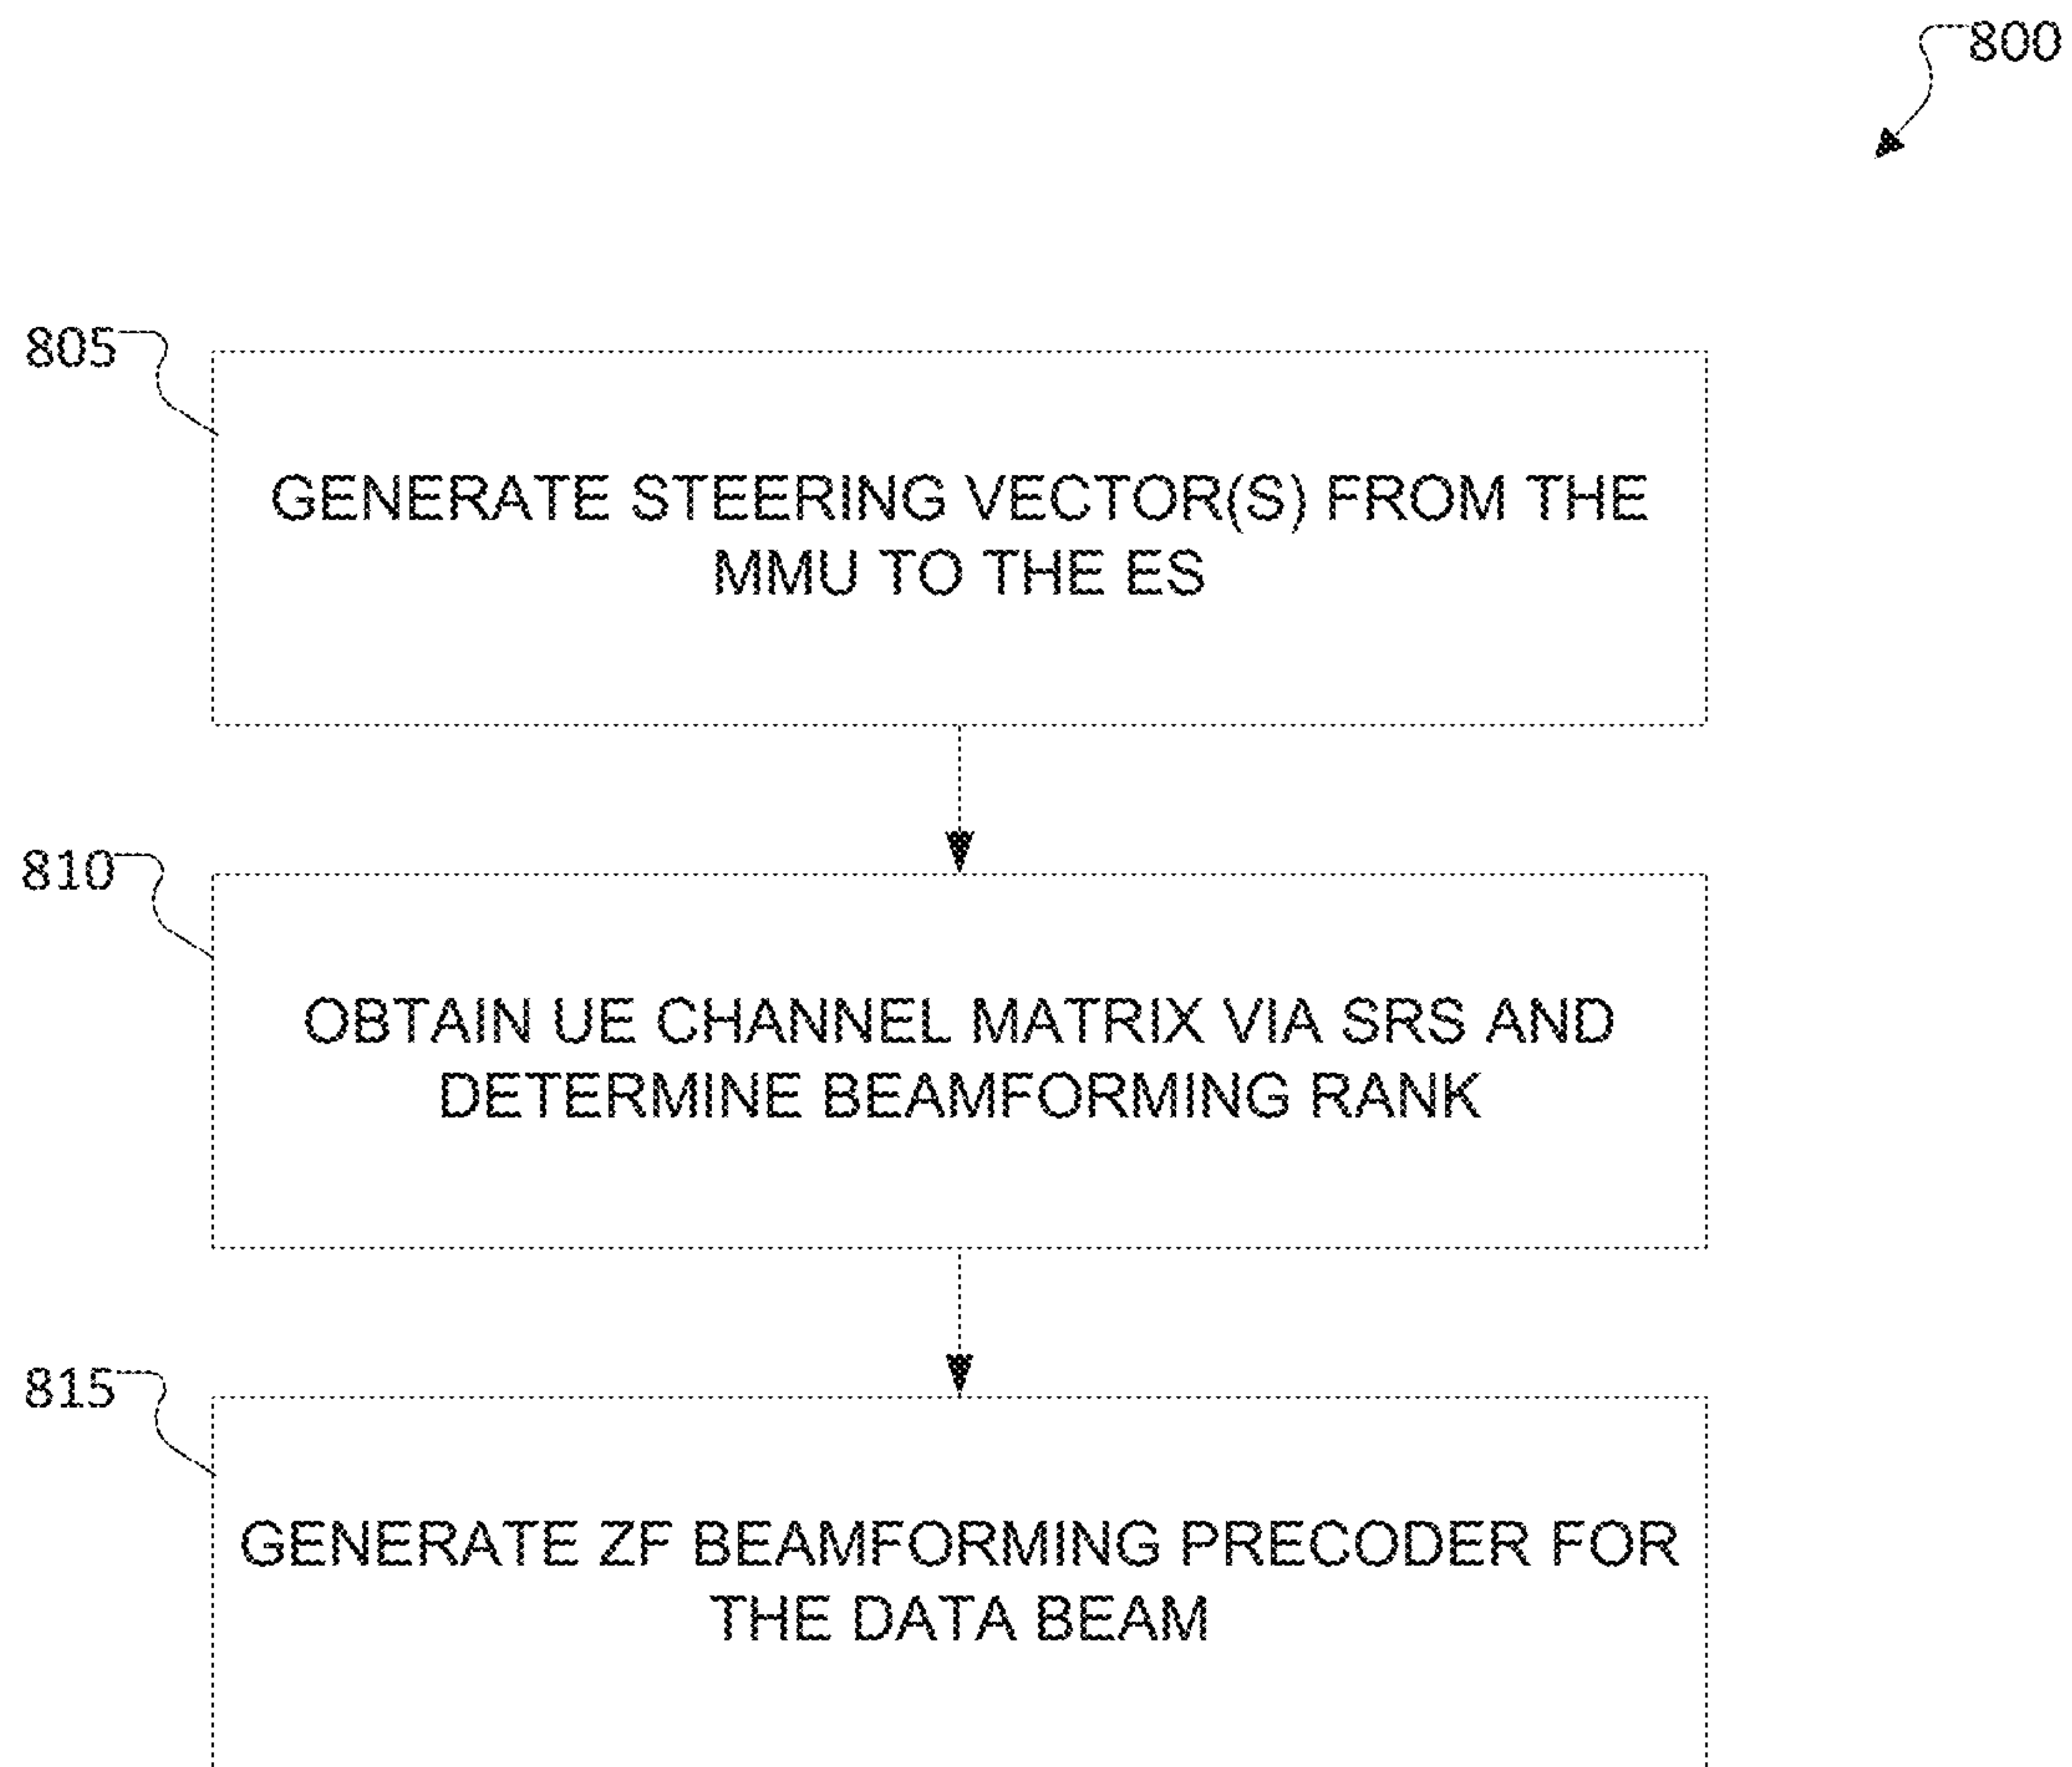 800
805
GENERATE STEERING VECTOR(S) FROM THE
MMU TO THE ES
810
OBTAIN UE CHANNEL MATRIX VIA SRS AND
DETERMINE BEAMFORMING RANK
815
GENERATE ZF BEAMFORMING PRECODER FOR
THE DATA BEAM